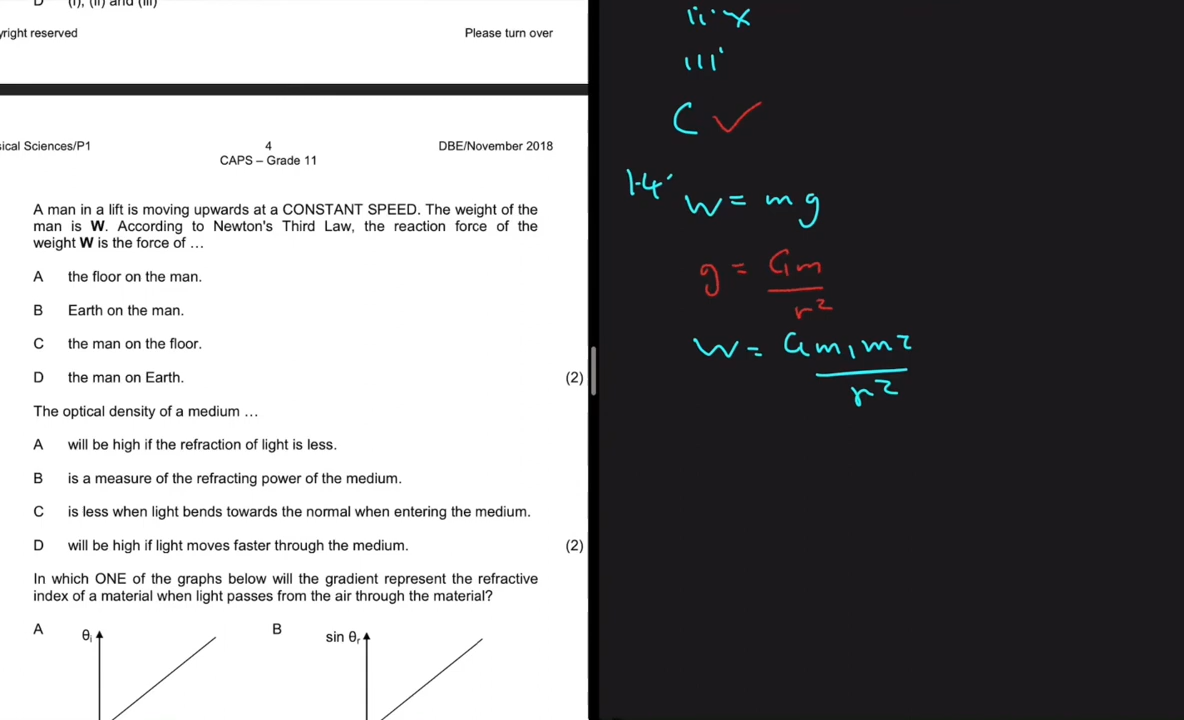 D (i), (ii) and (iii)
yright reserved
Please turn over
sical Sciences/P1
4
DBE/November 2018
CAPS – Grade 11
A man in a lift is moving upwards at a CONSTANT SPEED. The weight of the
man is W. According to Newton's Third Law, the reaction force of the
weight W is the force of …
A the floor on the man.
B Earth on the man.
C the man on the floor.
D the man on Earth.
(2)
The optical density of a medium …
A will be high if the refraction of light is less.
B is a measure of the refracting power of the medium.
C is less when light bends towards the normal when entering the medium.
D will be high if light moves faster through the medium.
(2)
In which ONE of the graphs below will the gradient represent the refractive
index of a material when light passes from the air through the material?
A
θi
B
sin θr
ii x
iii
C ✓
1.4
W = mg
g = Gm
r²
W = Gm1m2
r²